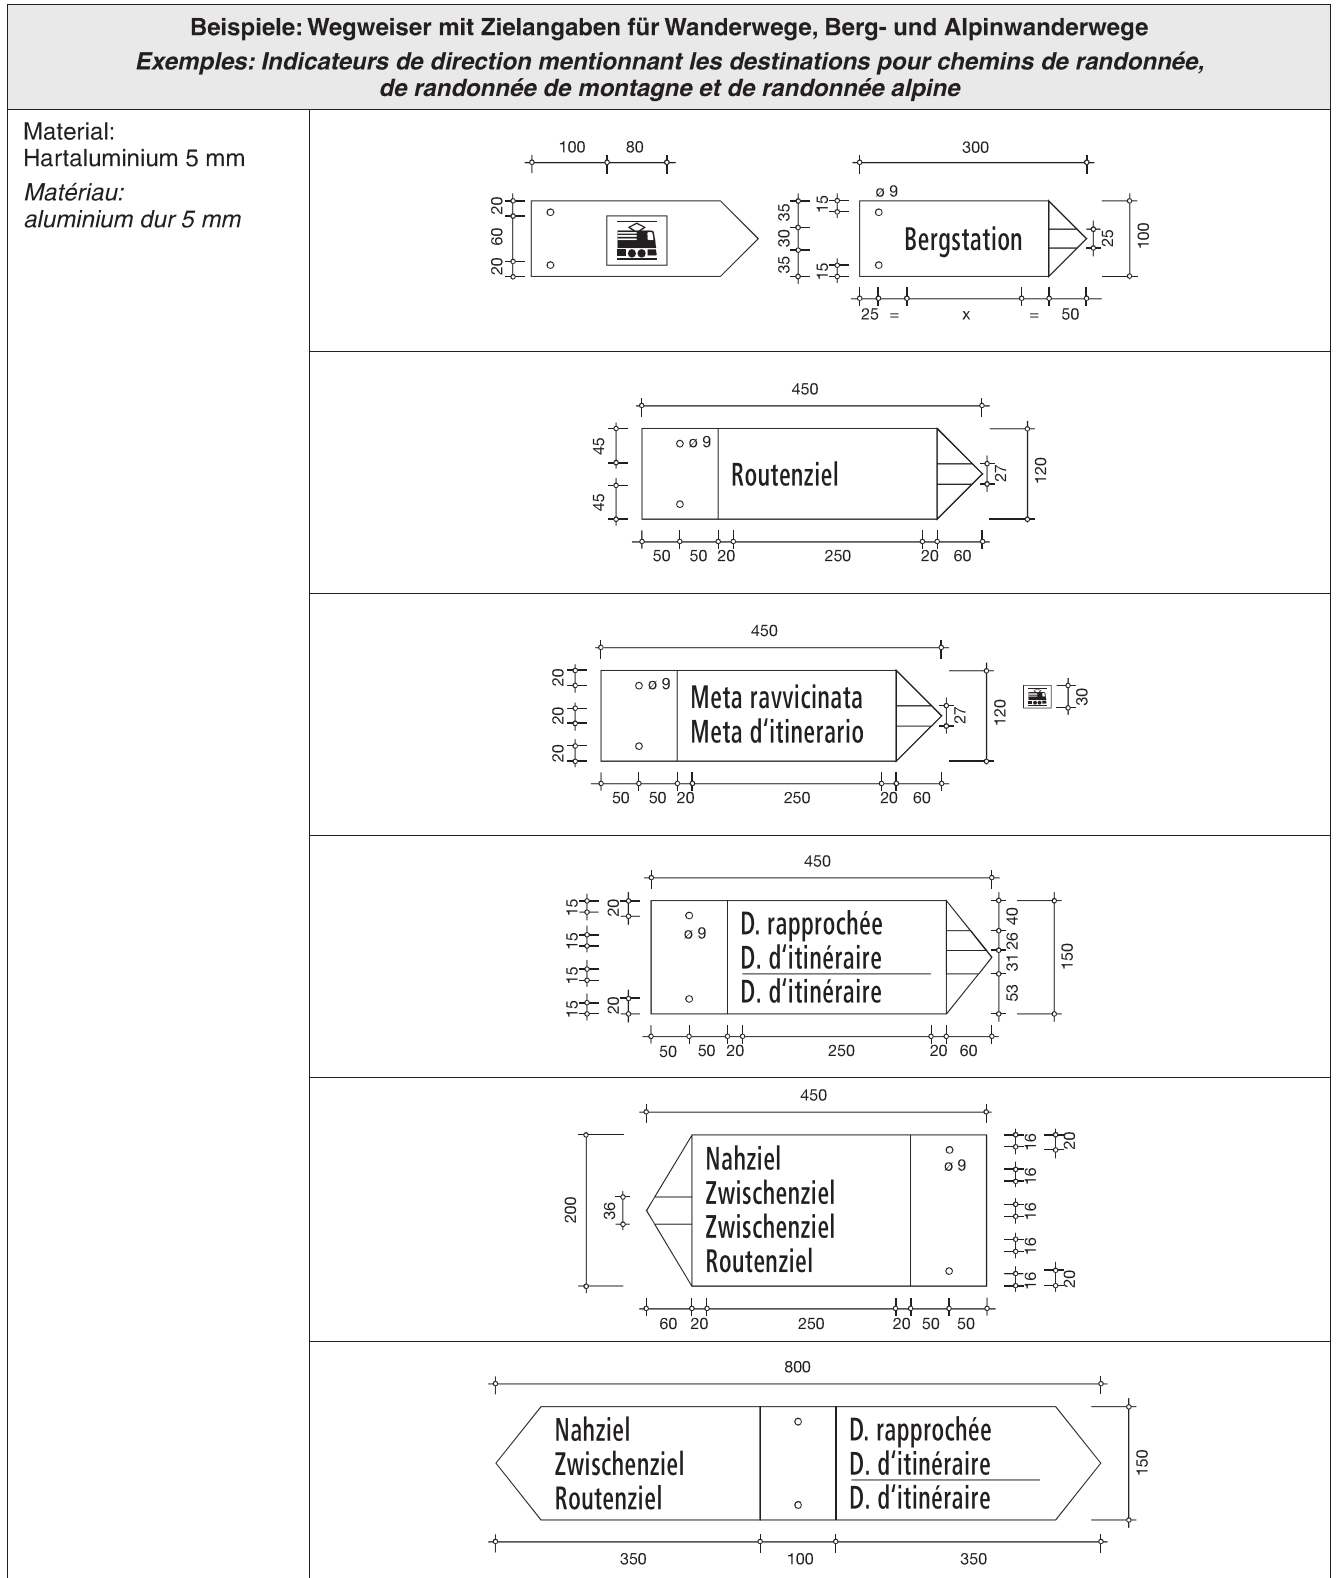 Beispiele: Wegweiser mit Zielangaben für Wanderwege, Berg- und Alpinwanderwege
Exemples: Indicateurs de direction mentionnant les destinations pour chemins de randonnée,
de randonnée de montagne et de randonnée alpine
Material:
Hartaluminium 5 mm
Matériau:
aluminium dur 5 mm
100 80
20
60
20
300
ø 9
15
15
35
30
35
Bergstation
25
100
25 = x = 50
450
45
45
ø 9
Routenziel
27
120
50 50 20 250 20 60
450
20
20
20
ø 9
Meta ravvicinata
Meta d'itinerario
27
120
30
50 50 20 250 20 60
450
15
15
15
15
20
20
ø 9
D. rapprochée
D. d'itinéraire
D. d'itinéraire
40
26
31
53
150
50 50 20 250 20 60
450
200
36
Nahziel
Zwischenziel
Zwischenziel
Routenziel
ø 9
16
16
16
16
16
20
20
60 20 250 20 50 50
800
Nahziel
Zwischenziel
Routenziel
D. rapprochée
D. d'itinéraire
D. d'itinéraire
150
350 100 350